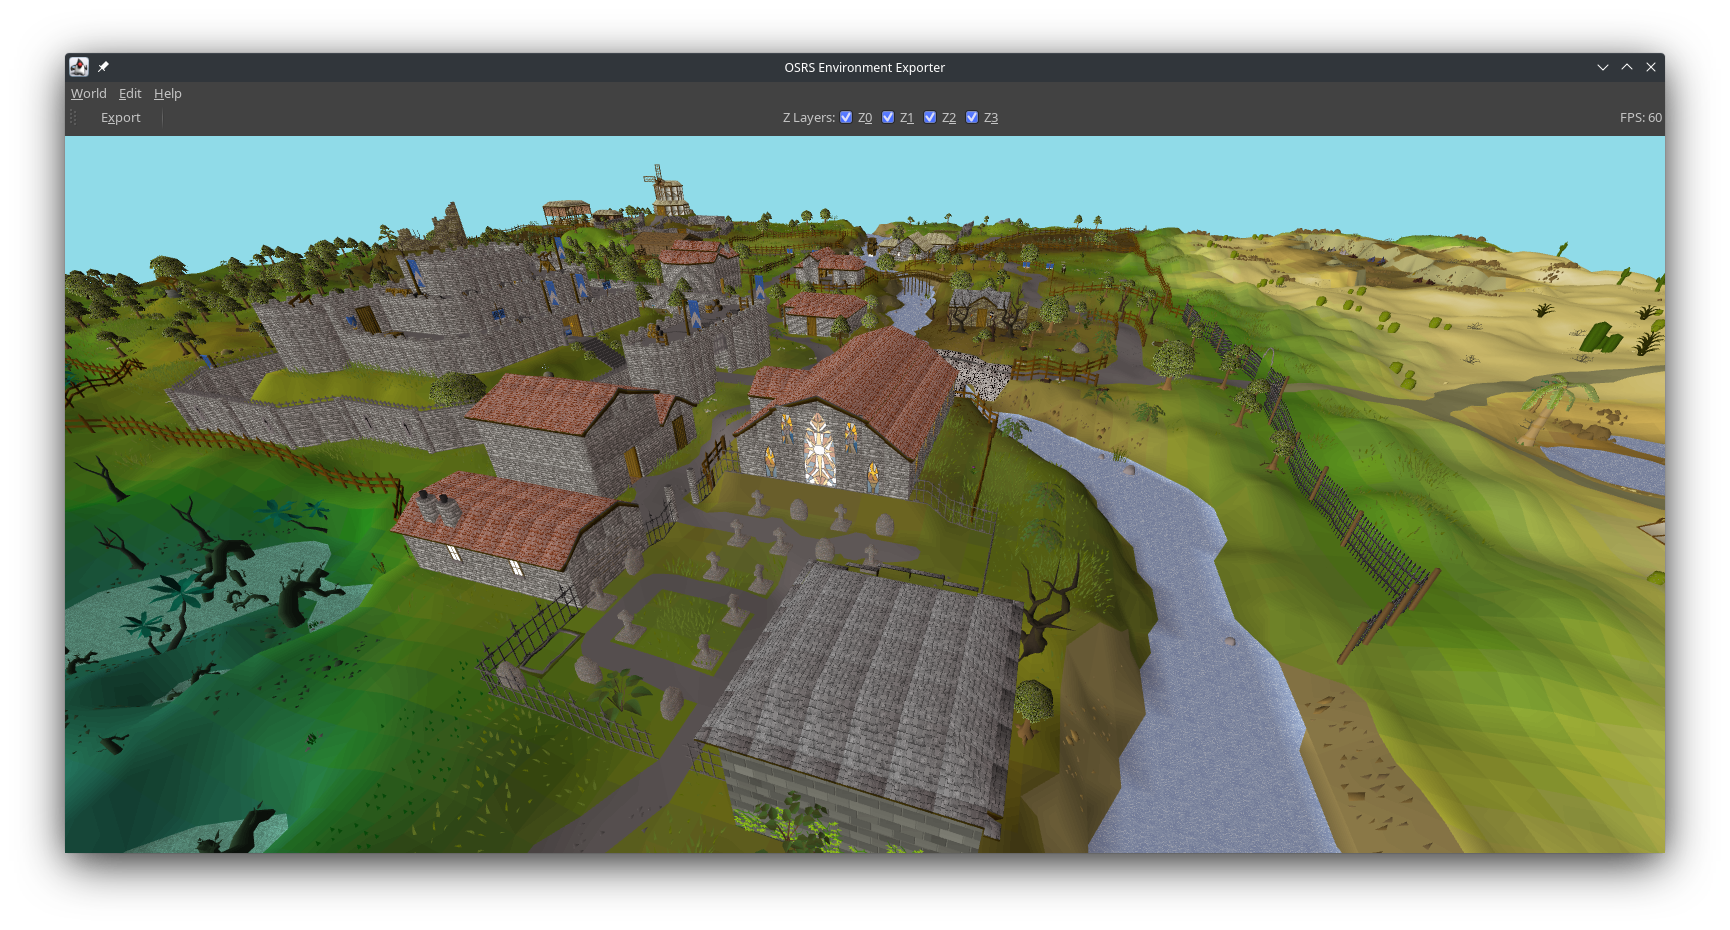 OSRS Environment Exporter
World Edit Help
Export Z Layers: Z0 Z1 Z2 Z3 FPS: 60